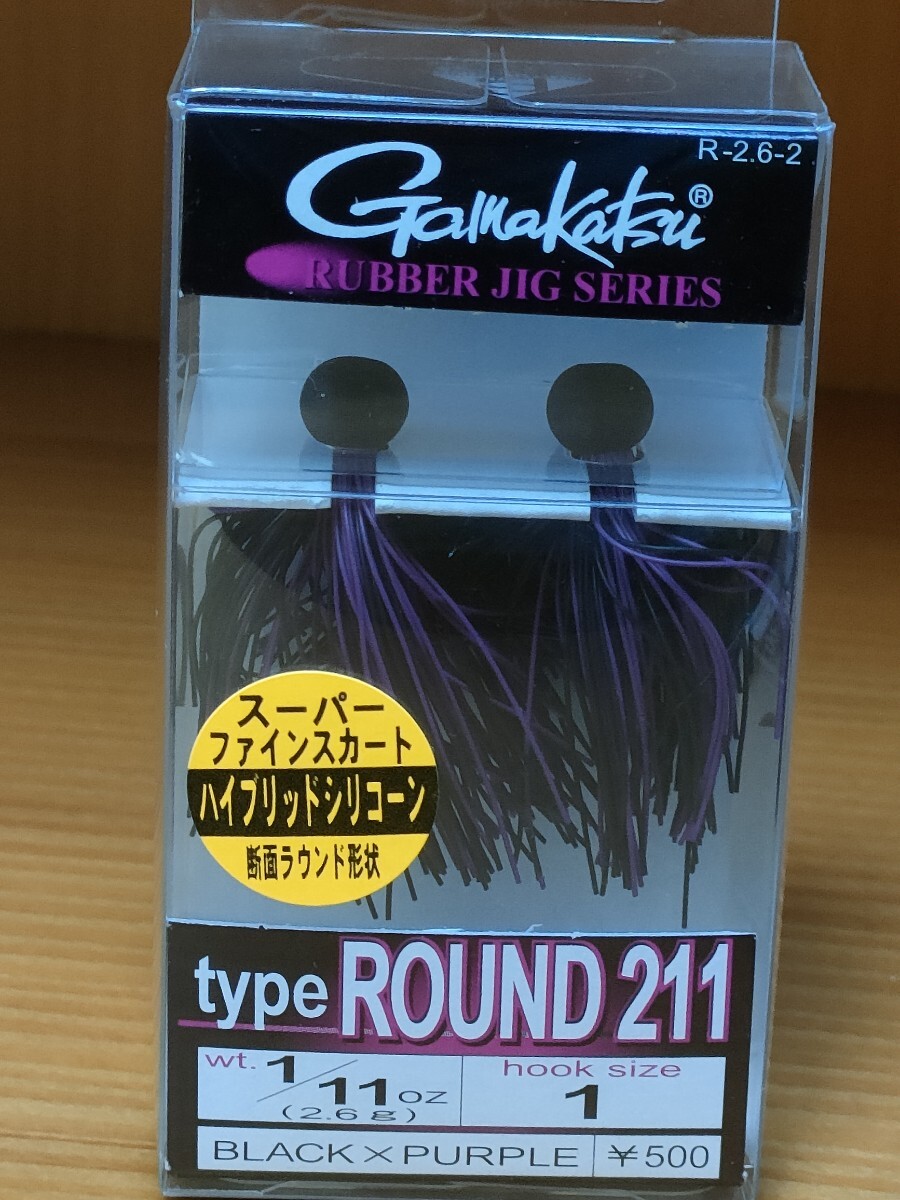 R-2.6-2
Gamakatsu®
RUBBER JIG SERIES
スーパー
ファインスカート
ハイブリッドシリコーン
断面ラウンド形状
type ROUND 211
wt. 1/11oz
(2.6g)
hook size
1
BLACK×PURPLE
¥500